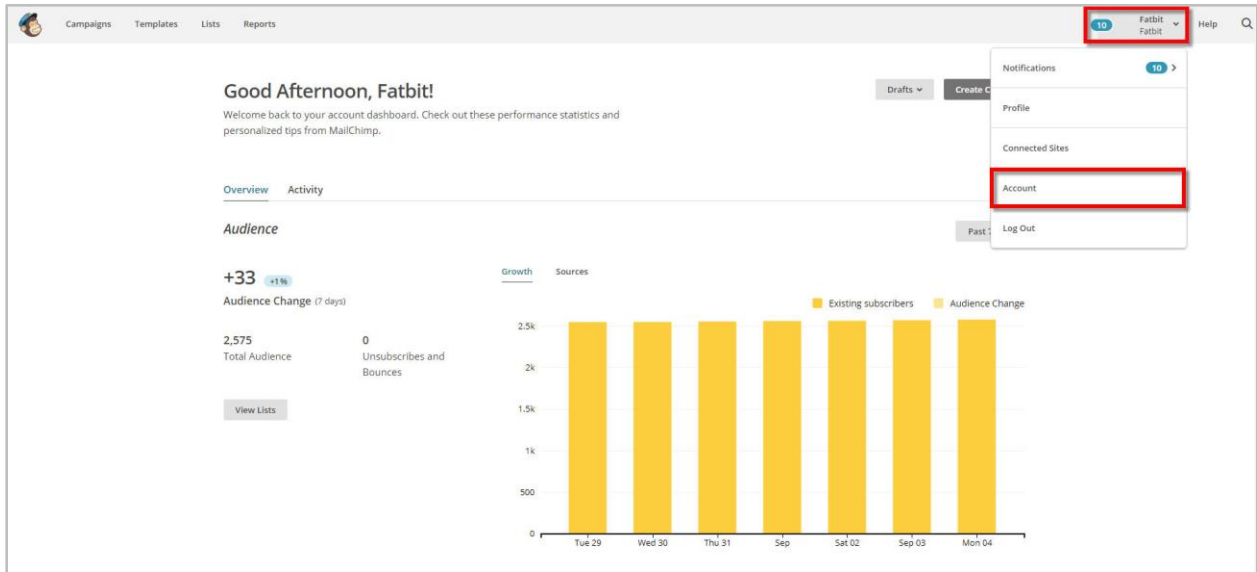 Campaigns Templates Lists Reports
10 Fatbit Fatbit Help
Notifications 10
Profile
Connected Sites
Account
Log Out
Good Afternoon, Fatbit!
Drafts Create C
Welcome back to your account dashboard. Check out these performance statistics and
personalized tips from MailChimp.
Overview Activity
Audience
Past
+33 +1%
Audience Change (7 days)
2,575
Total Audience
0
Unsubscribes and
Bounces
View Lists
Growth Sources
Existing subscribers Audience Change
2.5k
2k
1.5k
1k
500
0
Tue 29 Wed 30 Thu 31 Sep Sat 02 Sep 03 Mon 04